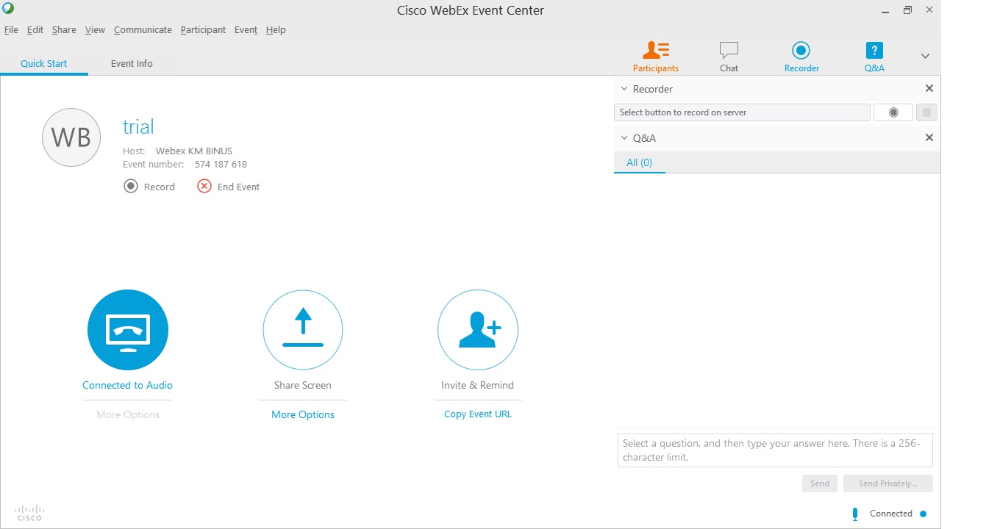 Cisco WebEx Event Center
File Edit Share View Communicate Participant Event Help
Quick Start Event Info
Participants Chat Recorder ? Q&A
WB
trial
Host: Webex KM BINUS
Event number: 574 187 618
Record End Event
Connected to Audio Share Screen Invite & Remind
More Options More Options Copy Event URL
CISCO
Recorder
Select button to record on server
Q&A
All (0)
Select a question, and then type your answer here. There is a 256-
character limit.
Send Send Privately...
Connected